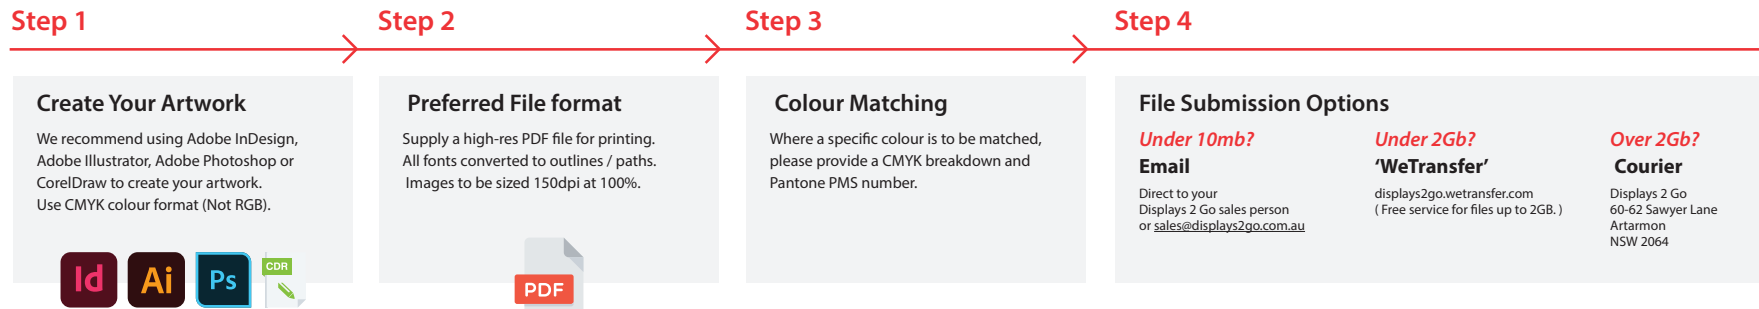 Step 1
Step 2
Step 3
Step 4
Create Your Artwork
We recommend using Adobe InDesign,
Adobe Illustrator, Adobe Photoshop or
CorelDraw to create your artwork.
Use CMYK colour format (Not RGB).
Id
Ai
Ps
CDR
Preferred File format
Supply a high-res PDF file for printing.
All fonts converted to outlines / paths.
Images to be sized 150dpi at 100%.
PDF
Colour Matching
Where a specific colour is to be matched,
please provide a CMYK breakdown and
Pantone PMS number.
File Submission Options
Under 10mb?
Email
Direct to your
Displays 2 Go sales person
or sales@displays2go.com.au
Under 2Gb?
‘WeTransfer’
displays2go.wetransfer.com
( Free service for files up to 2GB. )
Over 2Gb?
Courier
Displays 2 Go
60-62 Sawyer Lane
Artarmon
NSW 2064